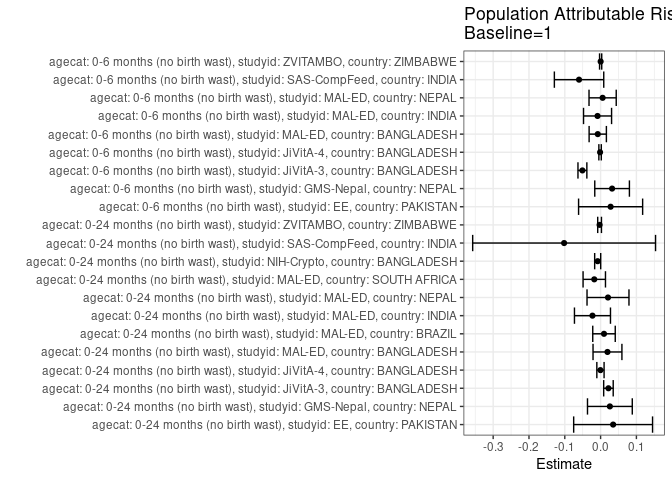 Population Attributable Ris
Baseline=1
agecat: 0-6 months (no birth wast), studyid: ZVITAMBO, country: ZIMBABWE
agecat: 0-6 months (no birth wast), studyid: SAS-CompFeed, country: INDIA
agecat: 0-6 months (no birth wast), studyid: MAL-ED, country: NEPAL
agecat: 0-6 months (no birth wast), studyid: MAL-ED, country: INDIA
agecat: 0-6 months (no birth wast), studyid: MAL-ED, country: BANGLADESH
agecat: 0-6 months (no birth wast), studyid: JiVitA-4, country: BANGLADESH
agecat: 0-6 months (no birth wast), studyid: JiVitA-3, country: BANGLADESH
agecat: 0-6 months (no birth wast), studyid: GMS-Nepal, country: NEPAL
agecat: 0-6 months (no birth wast), studyid: EE, country: PAKISTAN
agecat: 0-24 months (no birth wast), studyid: ZVITAMBO, country: ZIMBABWE
agecat: 0-24 months (no birth wast), studyid: SAS-CompFeed, country: INDIA
agecat: 0-24 months (no birth wast), studyid: NIH-Crypto, country: BANGLADESH
agecat: 0-24 months (no birth wast), studyid: MAL-ED, country: SOUTH AFRICA
agecat: 0-24 months (no birth wast), studyid: MAL-ED, country: NEPAL
agecat: 0-24 months (no birth wast), studyid: MAL-ED, country: INDIA
agecat: 0-24 months (no birth wast), studyid: MAL-ED, country: BRAZIL
agecat: 0-24 months (no birth wast), studyid: MAL-ED, country: BANGLADESH
agecat: 0-24 months (no birth wast), studyid: JiVitA-4, country: BANGLADESH
agecat: 0-24 months (no birth wast), studyid: JiVitA-3, country: BANGLADESH
agecat: 0-24 months (no birth wast), studyid: GMS-Nepal, country: NEPAL
agecat: 0-24 months (no birth wast), studyid: EE, country: PAKISTAN
-0.3 -0.2 -0.1 0.0 0.1
Estimate